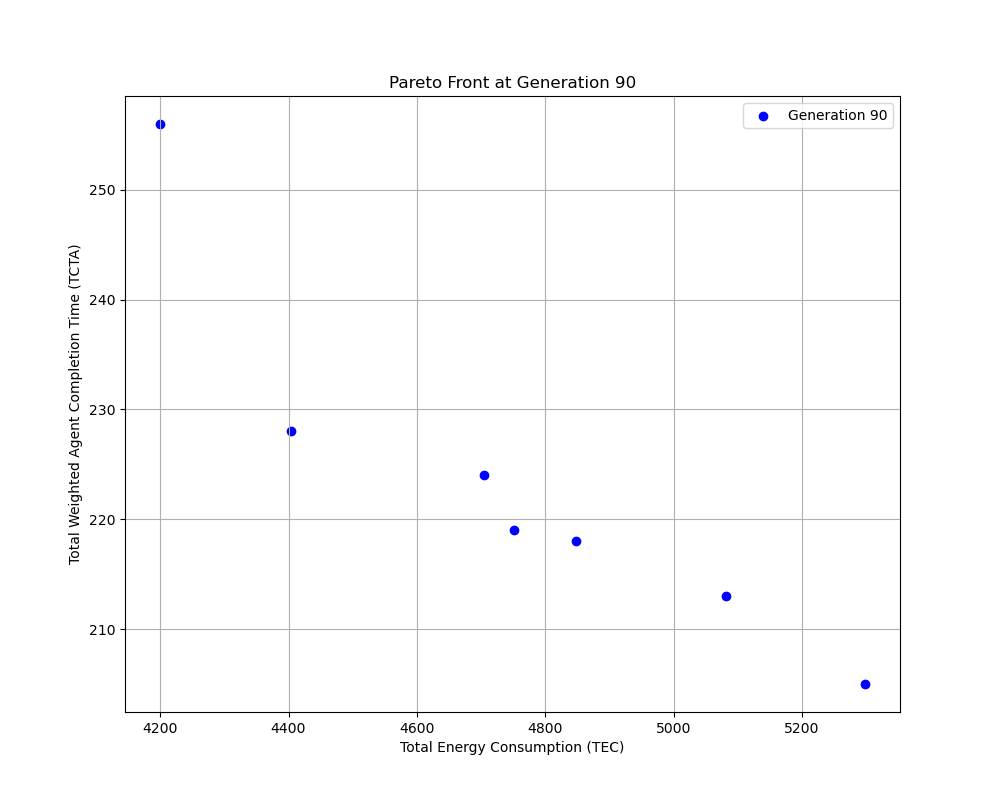 Pareto Front at Generation 90
Generation 90
250
240
230
220
210
Total Weighted Agent Completion Time (TCTA)
4200 4400 4600 4800 5000 5200
Total Energy Consumption (TEC)